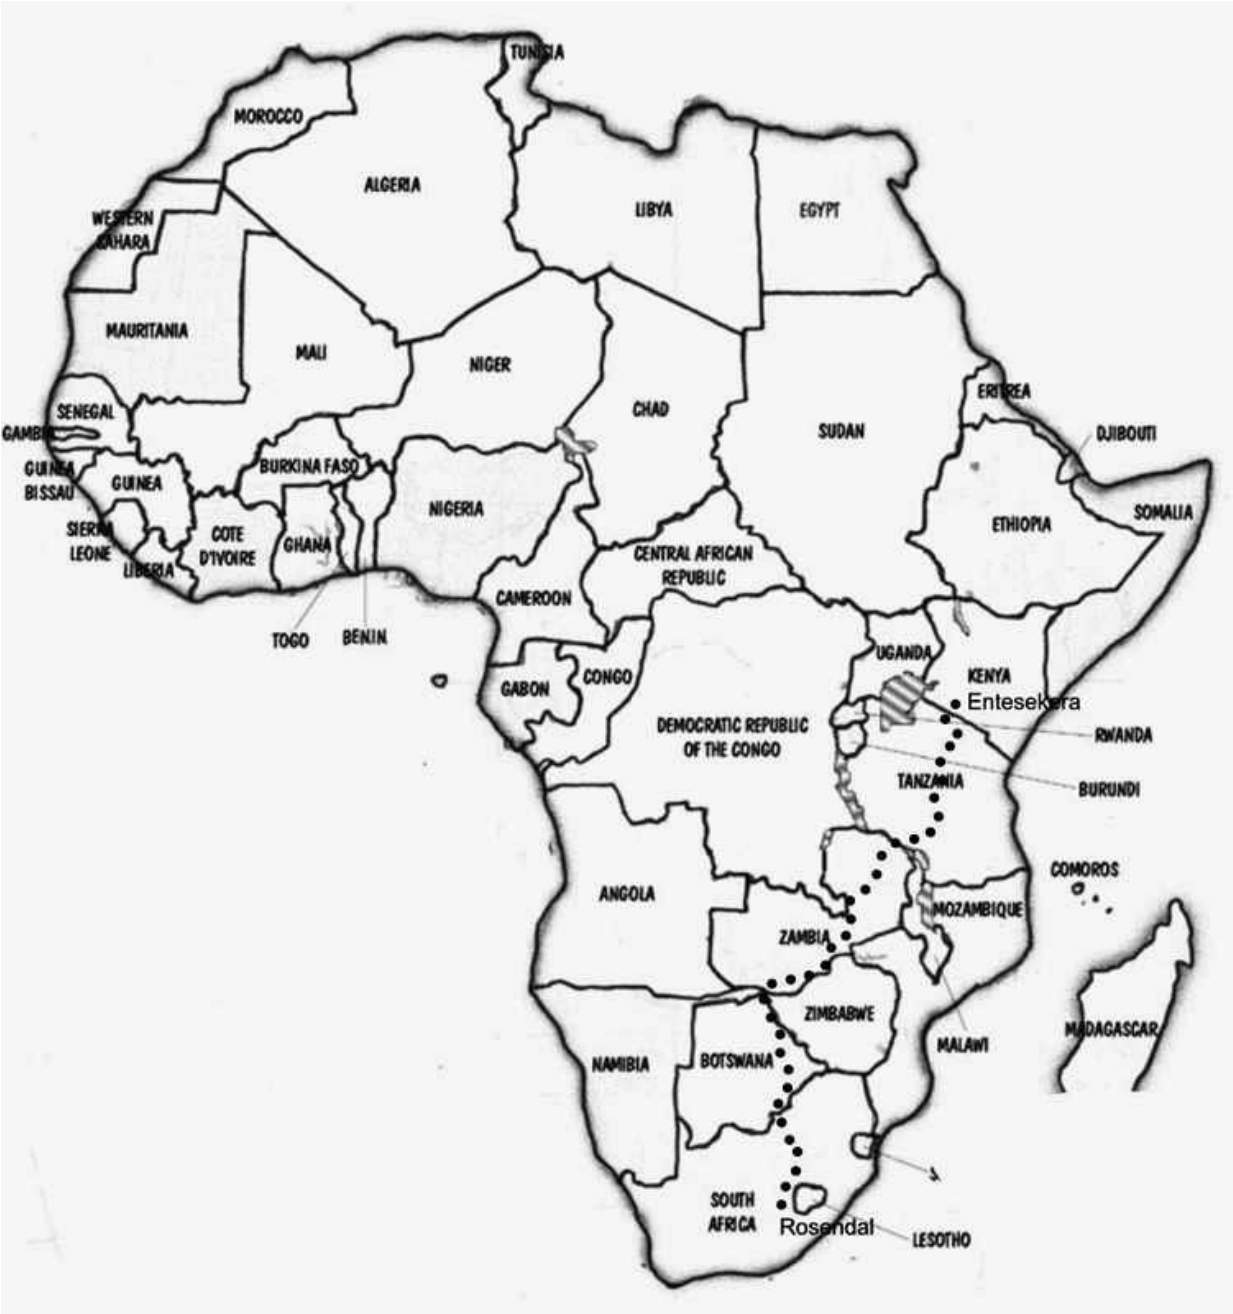 TUNISIA
MOROCCO
ALGERIA
LIBYA
EGYPT
WESTERN
SAHARA
MAURITANIA
MALI
NIGER
CHAD
SUDAN
ERITREA
DJIBOUTI
SENEGAL
GAMBIA
GUINEA
BISSAU
GUINEA
BURKINA FASO
NIGERIA
ETHIOPIA
SOMALIA
SIERRA
LEONE
LIBERIA
COTE
D'IVOIRE
GHANA
CENTRAL AFRICAN
REPUBLIC
CAMEROON
TOGO
BENIN
UGANDA
KENYA
GABON
CONGO
Entesekera
DEMOCRATIC REPUBLIC
OF THE CONGO
RWANDA
TANZANIA
BURUNDI
COMOROS
ANGOLA
MOZAMBIQUE
ZAMBIA
ZIMBABWE
MADAGASCAR
MALAWI
NAMIBIA
BOTSWANA
SOUTH
AFRICA
Rosendal
LESOTHO